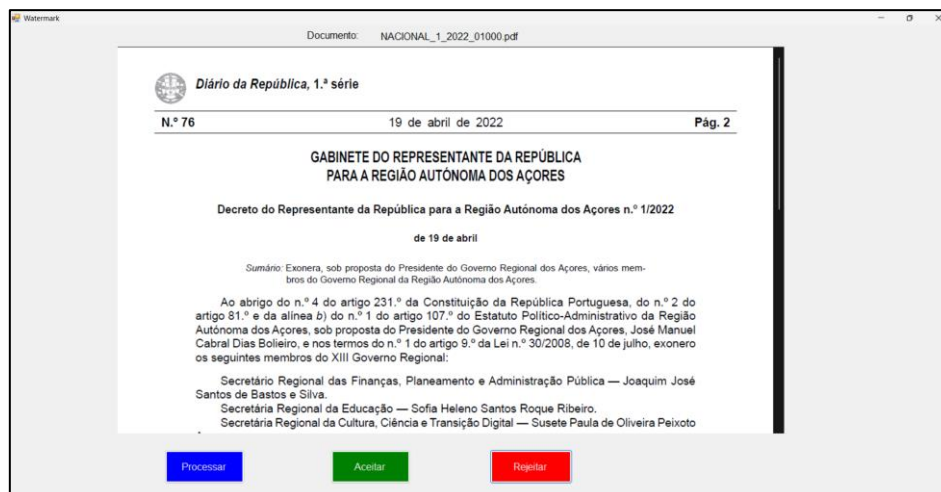 Watermark
Documento: NACIONAL_1_2022_01000.pdf
Diário da República, 1.ª série
N.º 76 19 de abril de 2022 Pág. 2
GABINETE DO REPRESENTANTE DA REPÚBLICA
PARA A REGIÃO AUTÓNOMA DOS AÇORES
Decreto do Representante da República para a Região Autónoma dos Açores n.º 1/2022
de 19 de abril
Sumário: Exonera, sob proposta do Presidente do Governo Regional dos Açores, vários mem-
bros do Governo Regional da Região Autónoma dos Açores.
Ao abrigo do n.º 4 do artigo 231.º da Constituição da República Portuguesa, do n.º 2 do
artigo 81.º e da alínea b) do n.º 1 do artigo 107.º do Estatuto Político-Administrativo da Região
Autónoma dos Açores, sob proposta do Presidente do Governo Regional dos Açores, José Manuel
Cabral Dias Bolieiro, e nos termos do n.º 1 do artigo 9.º da Lei n.º 30/2008, de 10 de julho, exonero
os seguintes membros do XIII Governo Regional:
Secretário Regional das Finanças, Planeamento e Administração Pública — Joaquim José
Santos de Bastos e Silva.
Secretária Regional da Educação — Sofia Heleno Santos Roque Ribeiro.
Secretária Regional da Cultura, Ciência e Transição Digital — Susete Paula de Oliveira Peixoto
Processar Aceitar Rejeitar